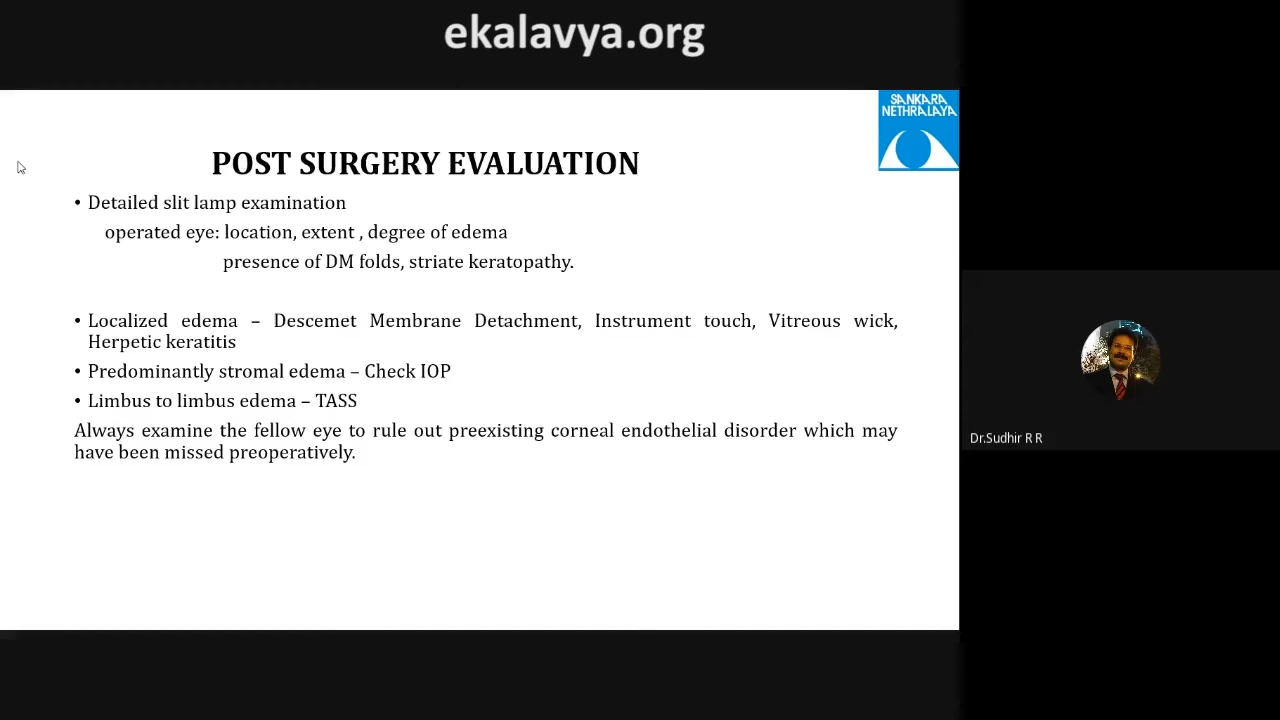 ekalavya.org
SANKARA
NETHRALAYA
POST SURGERY EVALUATION
• Detailed slit lamp examination
operated eye: location, extent , degree of edema
presence of DM folds, striate keratopathy.
• Localized edema – Descemet Membrane Detachment, Instrument touch, Vitreous wick,
Herpetic keratitis
• Predominantly stromal edema – Check IOP
• Limbus to limbus edema – TASS
Always examine the fellow eye to rule out preexisting corneal endothelial disorder which may
have been missed preoperatively.
Dr.Sudhir R R